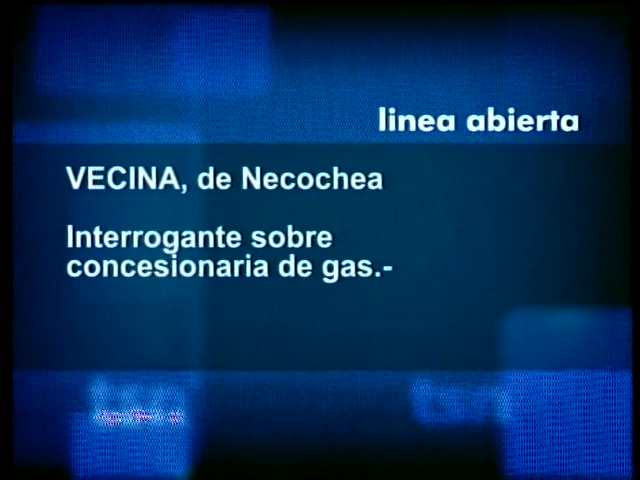 linea abierta
VECINA, de Necochea
Interrogante sobre
concesionaria de gas.-